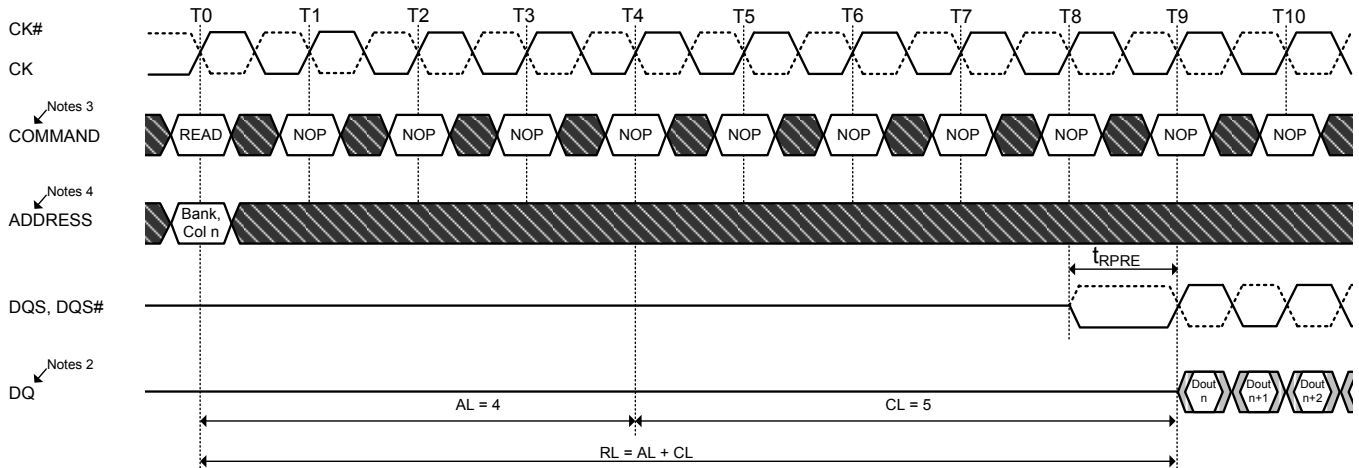 T0 T1 T2 T3 T4 T5 T6 T7 T8 T9 T10
CK#
CK
Notes 3
COMMAND READ NOP NOP NOP NOP NOP NOP NOP NOP NOP NOP
Notes 4
ADDRESS
Bank,
Col n
tRPRE
DQS, DQS#
Notes 2
DQ
Dout
n
Dout
n+1
Dout
n+2
AL = 4 CL = 5
RL = AL + CL